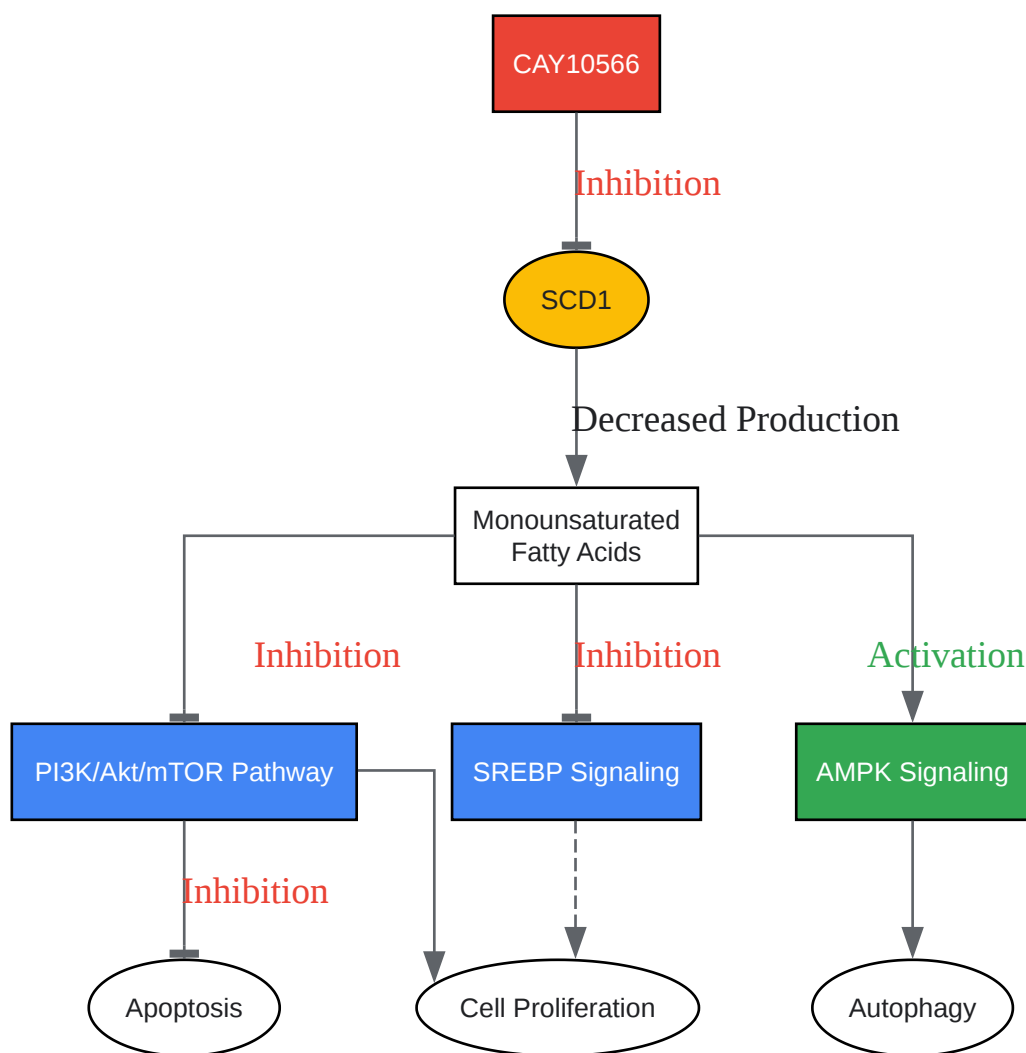 CAY10566
Inhibition
SCD1
Decreased Production
Monounsaturated
Fatty Acids
Inhibition
Inhibition
Activation
PI3K/Akt/mTOR Pathway
SREBP Signaling
AMPK Signaling
Inhibition
Apoptosis
Cell Proliferation
Autophagy